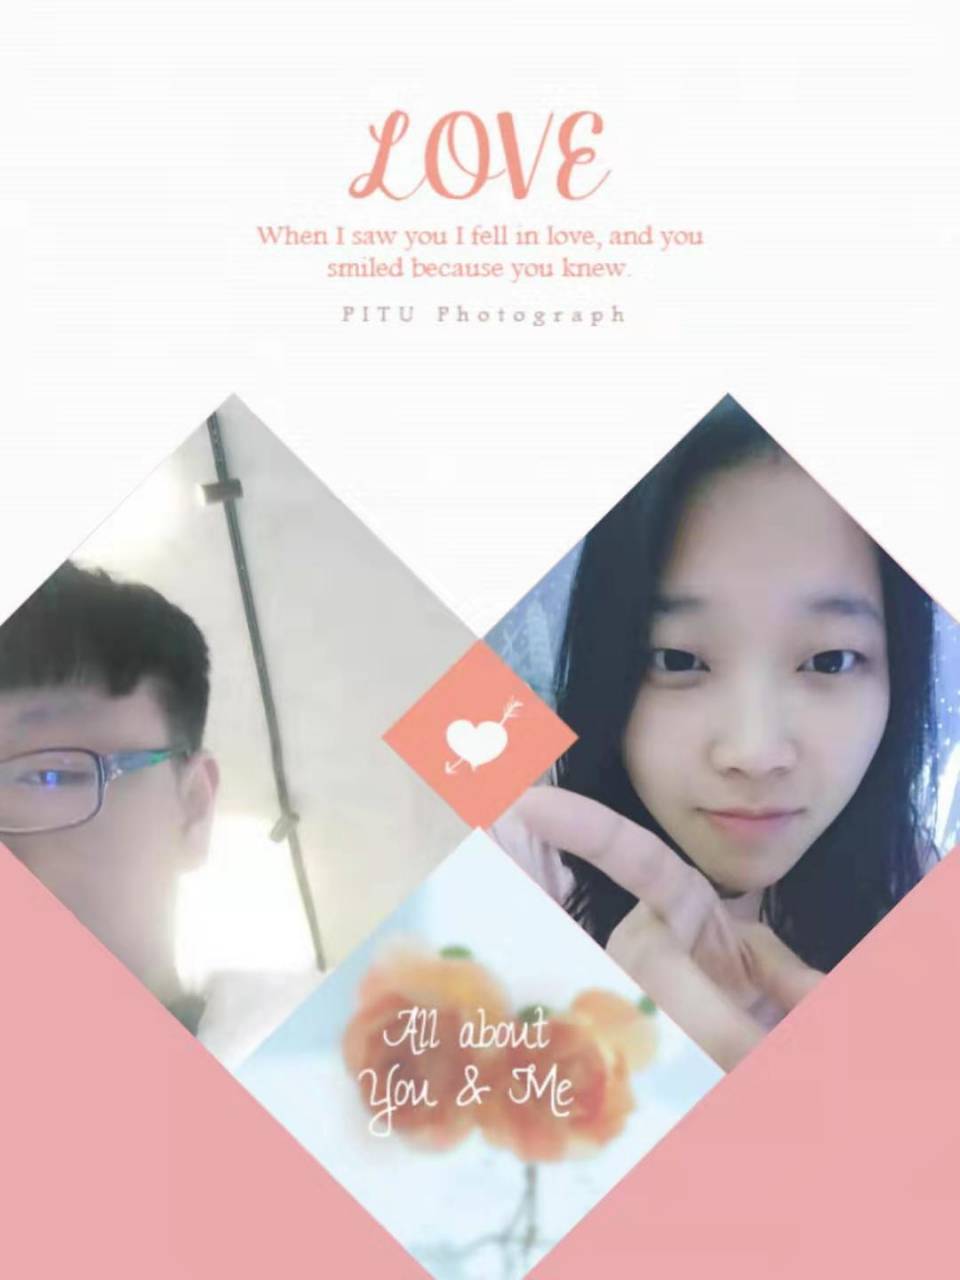 LOVE
When I saw you I fell in love, and you
smiled because you knew.
PITU Photograph
All about
You & Me